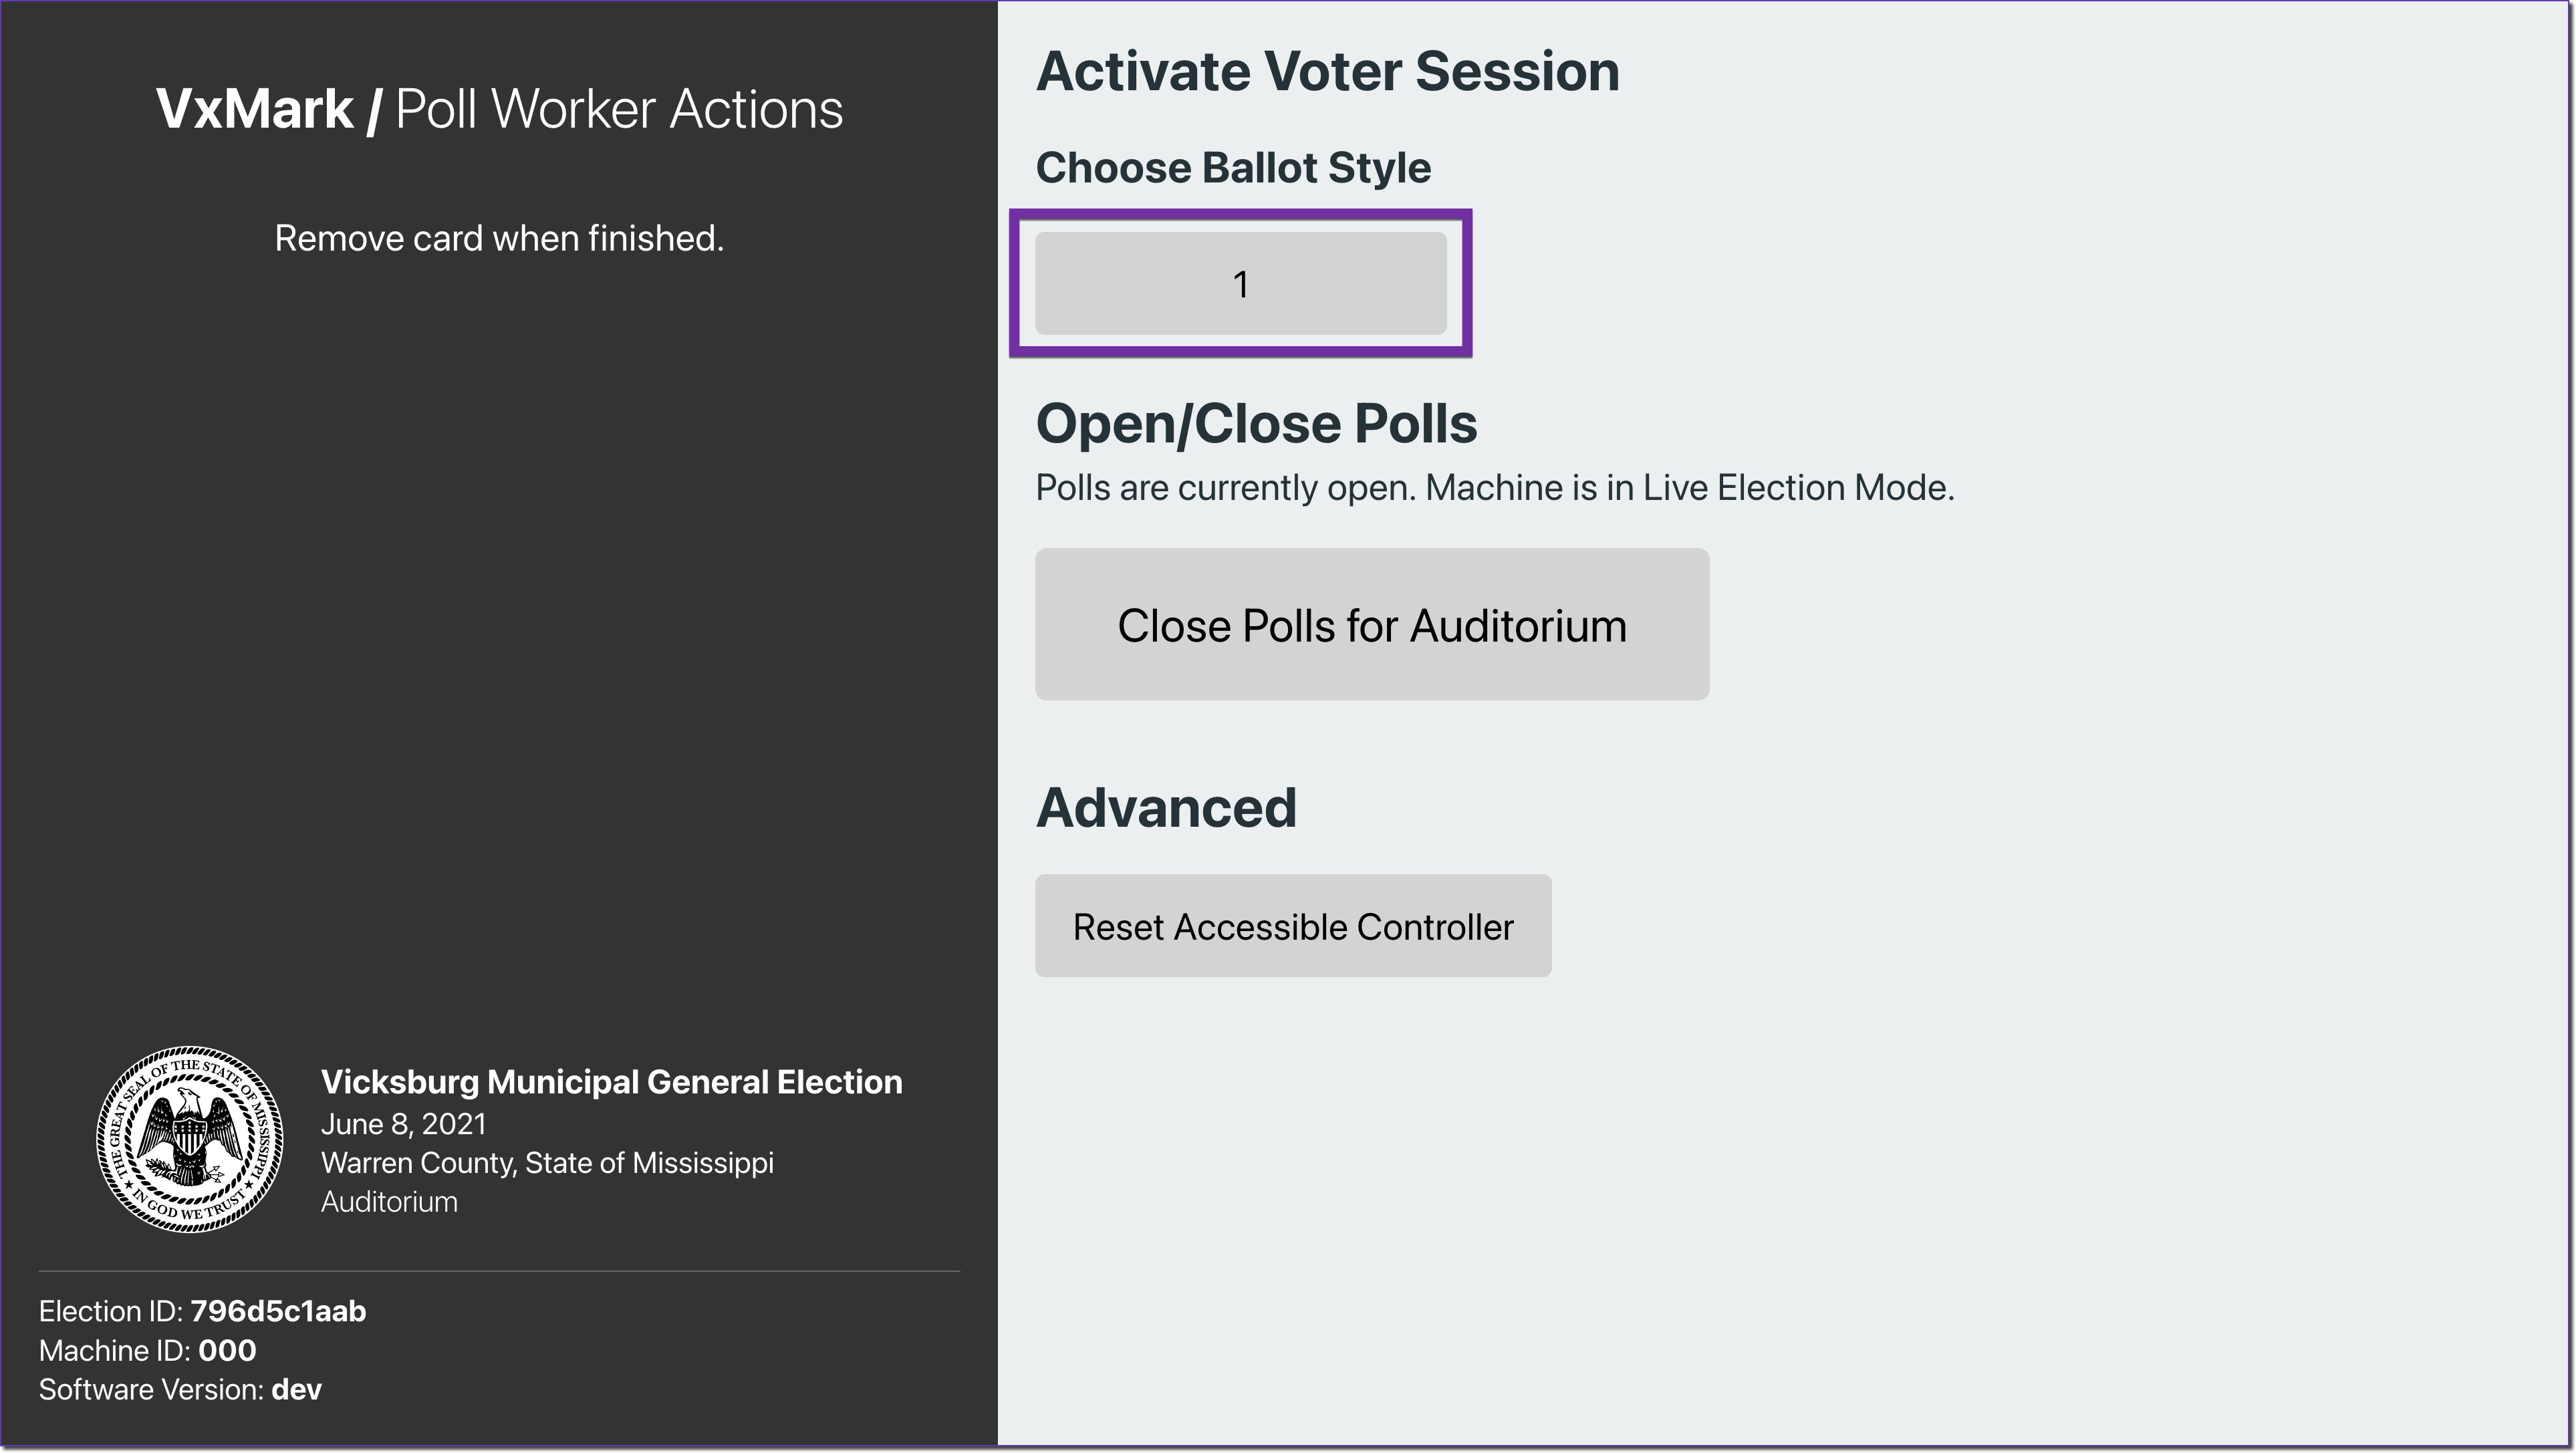 VxMark / Poll Worker Actions
Remove card when finished.
THE GREAT SEAL OF THE STATE OF MISSISSIPPI
IN GOD WE TRUST
Vicksburg Municipal General Election
June 8, 2021
Warren County, State of Mississippi
Auditorium
Election ID: 796d5c1aab
Machine ID: 000
Software Version: dev
Activate Voter Session
Choose Ballot Style
1
Open/Close Polls
Polls are currently open. Machine is in Live Election Mode.
Close Polls for Auditorium
Advanced
Reset Accessible Controller